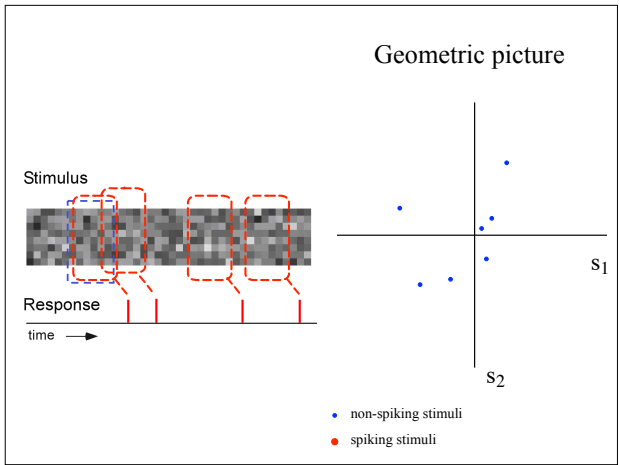 Geometric picture
Stimulus
Response
time
s1
s2
non-spiking stimuli
spiking stimuli